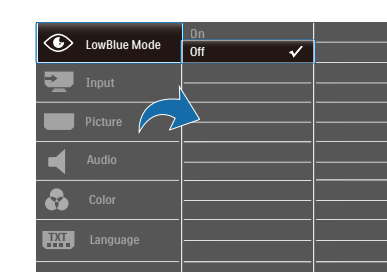 LowBlue Mode
On
Off
Input
Picture
Audio
Color
TXT
Language